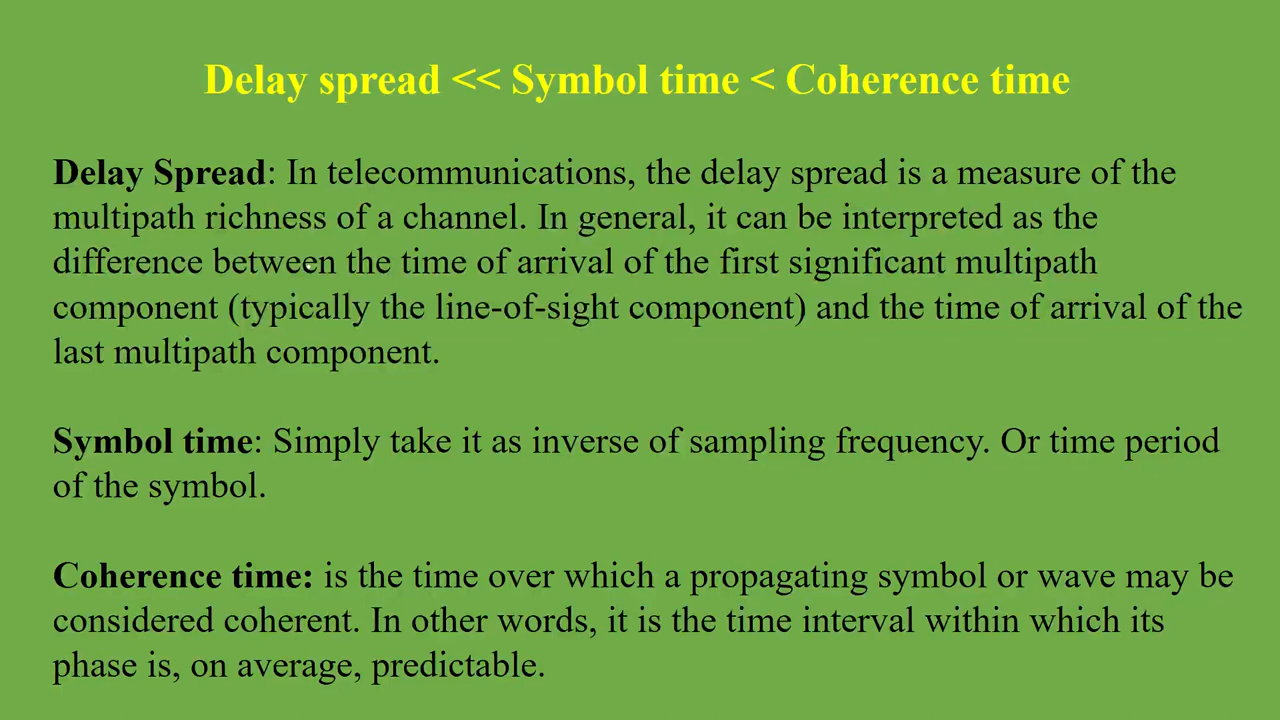 Delay spread << Symbol time < Coherence time
Delay Spread: In telecommunications, the delay spread is a measure of the
multipath richness of a channel. In general, it can be interpreted as the
difference between the time of arrival of the first significant multipath
component (typically the line-of-sight component) and the time of arrival of the
last multipath component.
Symbol time: Simply take it as inverse of sampling frequency. Or time period
of the symbol.
Coherence time: is the time over which a propagating symbol or wave may be
considered coherent. In other words, it is the time interval within which its
phase is, on average, predictable.